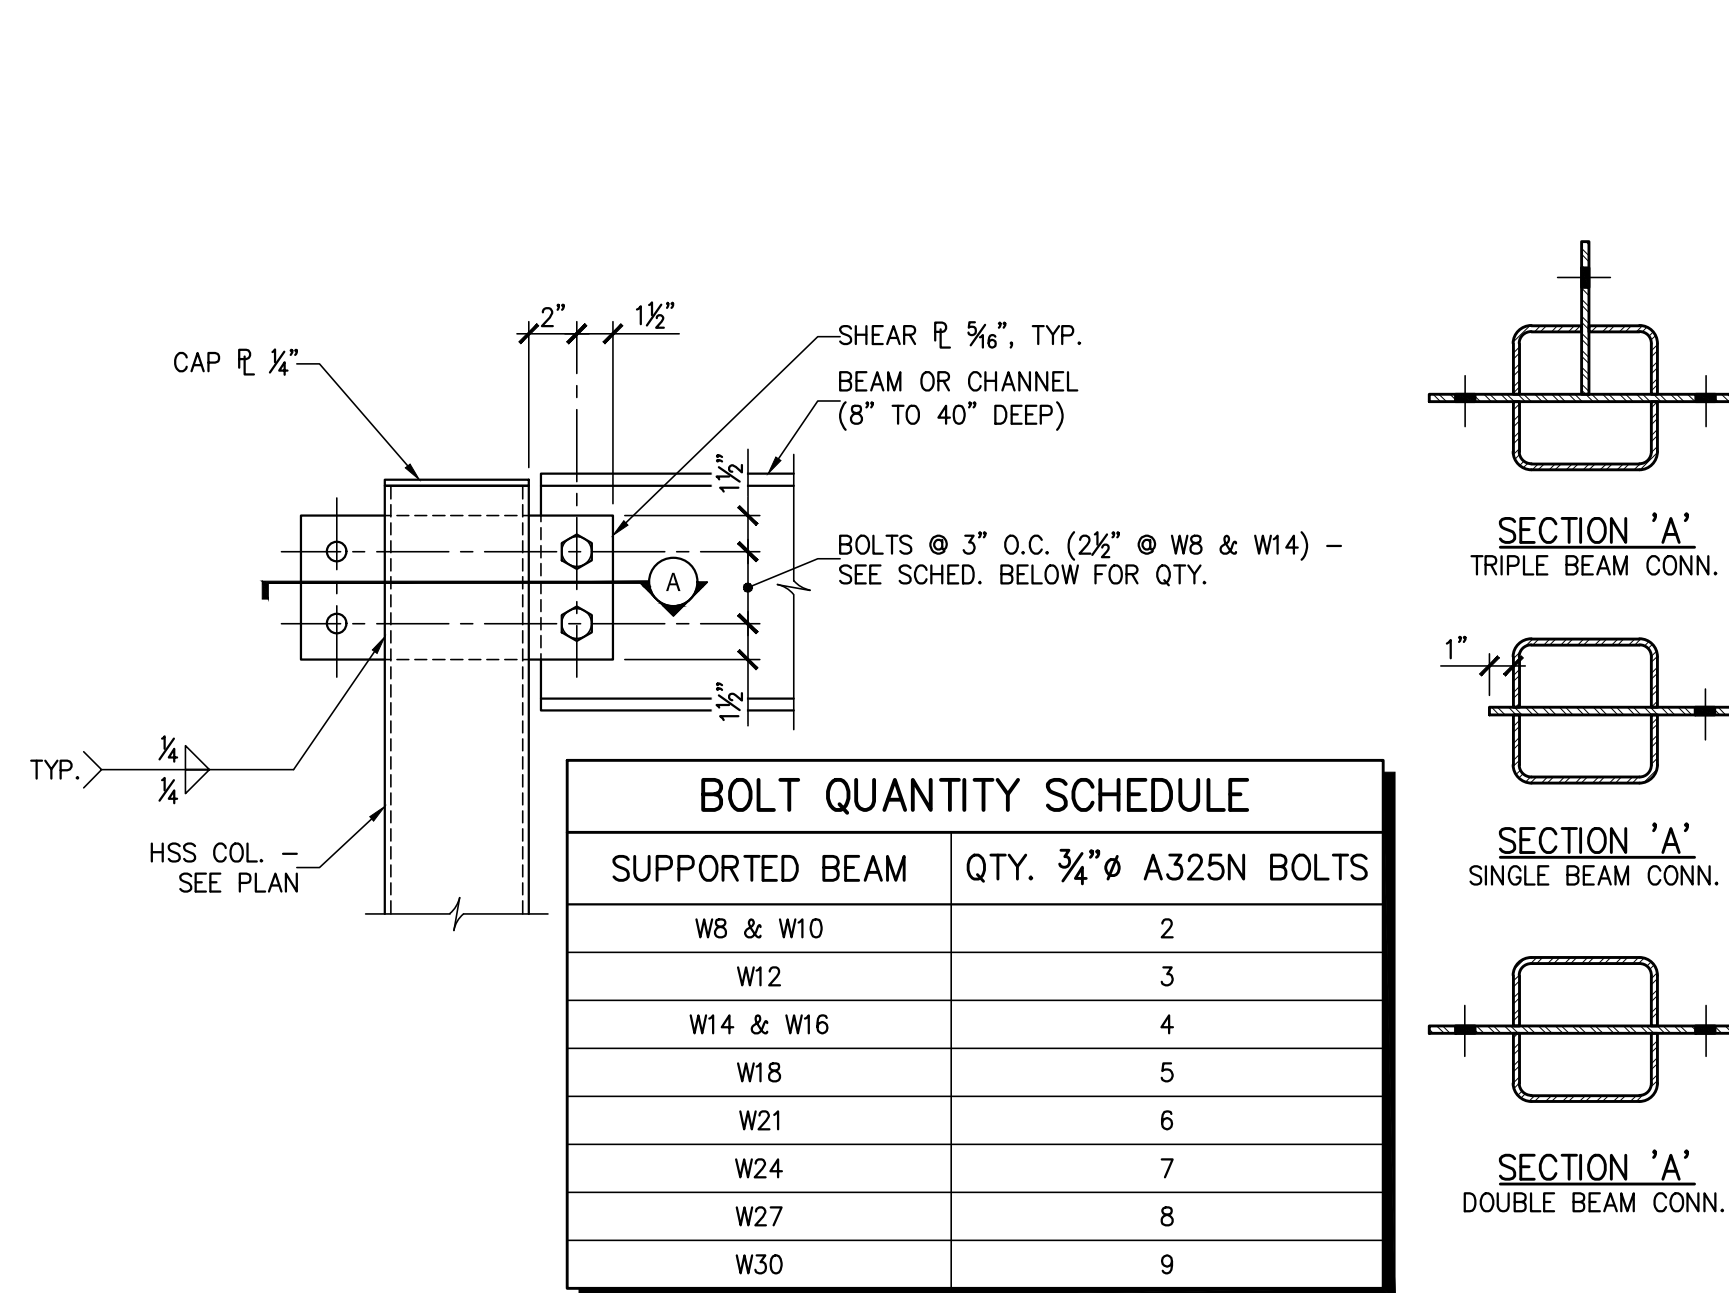 2" 1½"
CAP ℄ ¼"
SHEAR ℄ 5⁄16", TYP.
BEAM OR CHANNEL
(8" TO 40" DEEP)
1½"
BOLTS @ 3" O.C. (2½" @ W8 & W14) –
SEE SCHED. BELOW FOR QTY.
A
1½"
TYP.
¼
¼
HSS COL. –
SEE PLAN
BOLT QUANTITY SCHEDULE
SUPPORTED BEAM QTY. ¾"ø A325N BOLTS
W8 & W10 2
W12 3
W14 & W16 4
W18 5
W21 6
W24 7
W27 8
W30 9
SECTION 'A'
TRIPLE BEAM CONN.
1"
SECTION 'A'
SINGLE BEAM CONN.
SECTION 'A'
DOUBLE BEAM CONN.